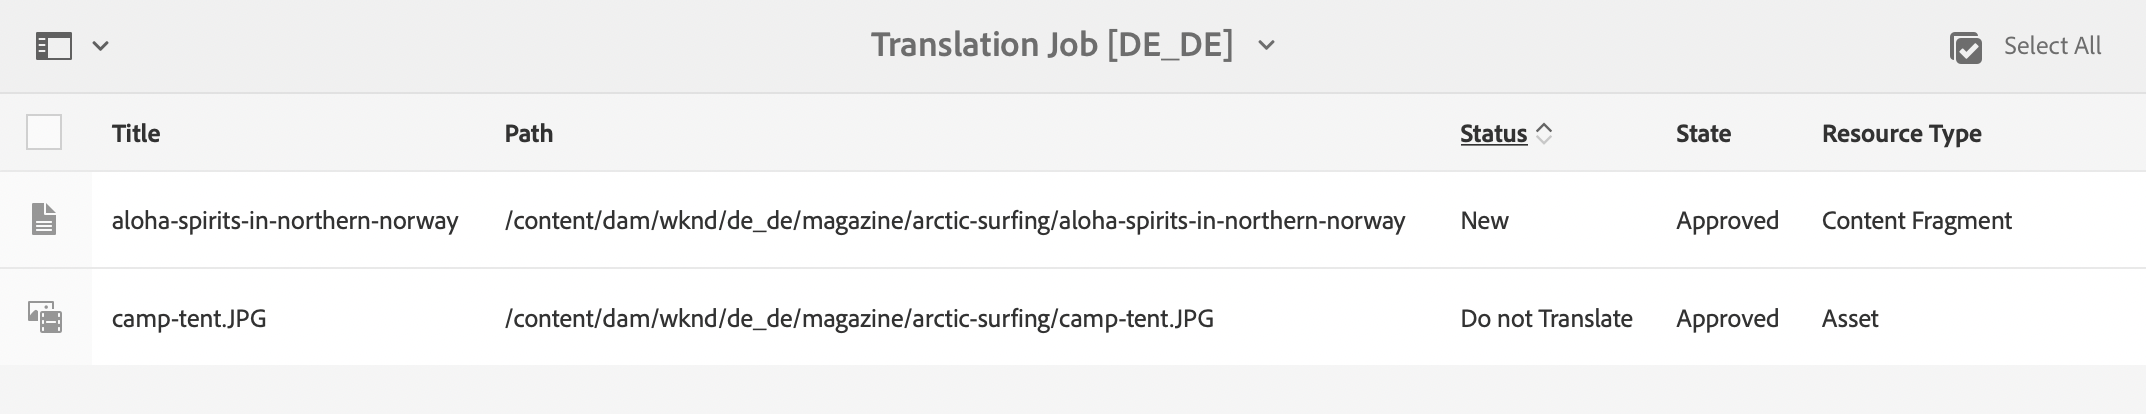 Translation Job [DE_DE]
Select All
Title Path Status State Resource Type
aloha-spirits-in-northern-norway /content/dam/wknd/de_de/magazine/arctic-surfing/aloha-spirits-in-northern-norway New Approved Content Fragment
camp-tent.JPG /content/dam/wknd/de_de/magazine/arctic-surfing/camp-tent.JPG Do not Translate Approved Asset